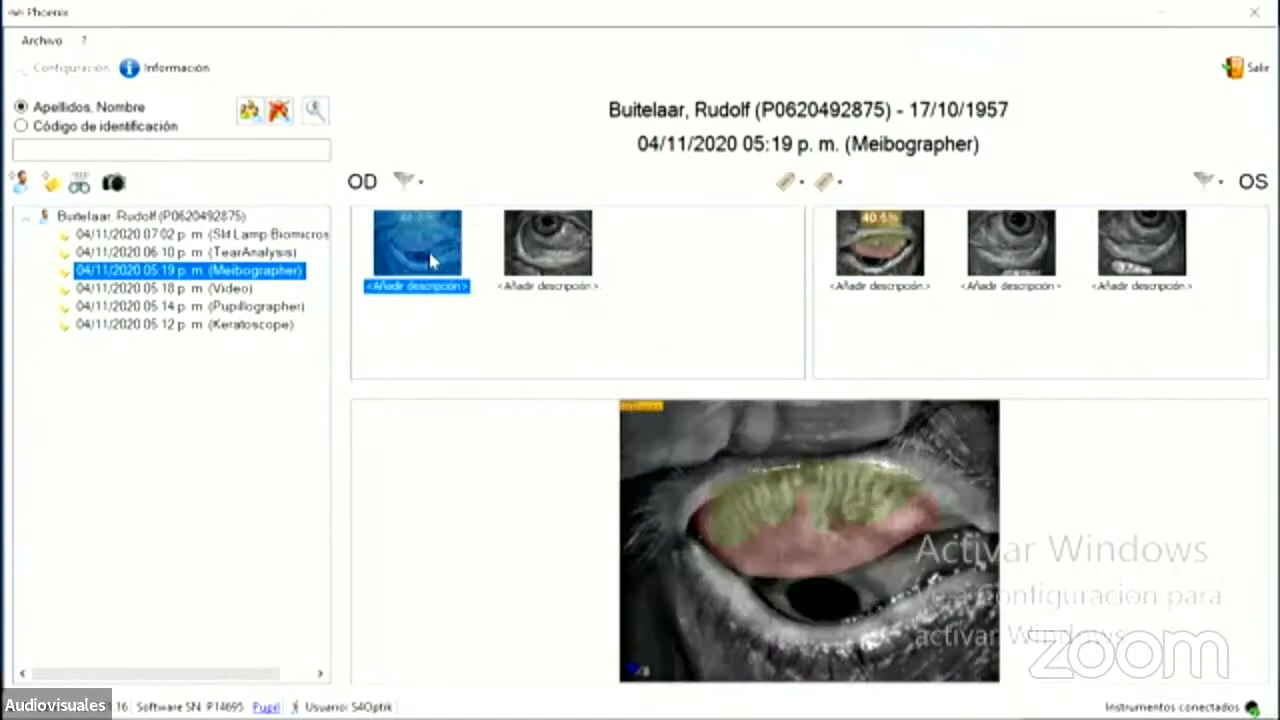 Phoenix
Archivo ?
Configuración Información Salir
Apellidos, Nombre
Código de identificación
Buitelaar, Rudolf (P0620492875) - 17/10/1957
04/11/2020 05:19 p. m. (Meibographer)
OD OS
Buitelaar, Rudolf (P0620492875)
04/11/2020 07:02 p. m. (Slit Lamp Biomicros
04/11/2020 06:10 p. m. (TearAnalysis)
04/11/2020 05:19 p. m. (Meibographer)
04/11/2020 05:18 p. m. (Video)
04/11/2020 05:14 p. m. (Pupillographer)
04/11/2020 05:12 p. m. (Keratoscope)
40.6%
<Añadir descripción> <Añadir descripción> <Añadir descripción> <Añadir descripción> <Añadir descripción>
Activar Windows
a Configuración para
activar Windows
zoom
Audiovisuales 16 Software SN: P14695 Pupil Usuario: S4Optik Instrumentos conectados